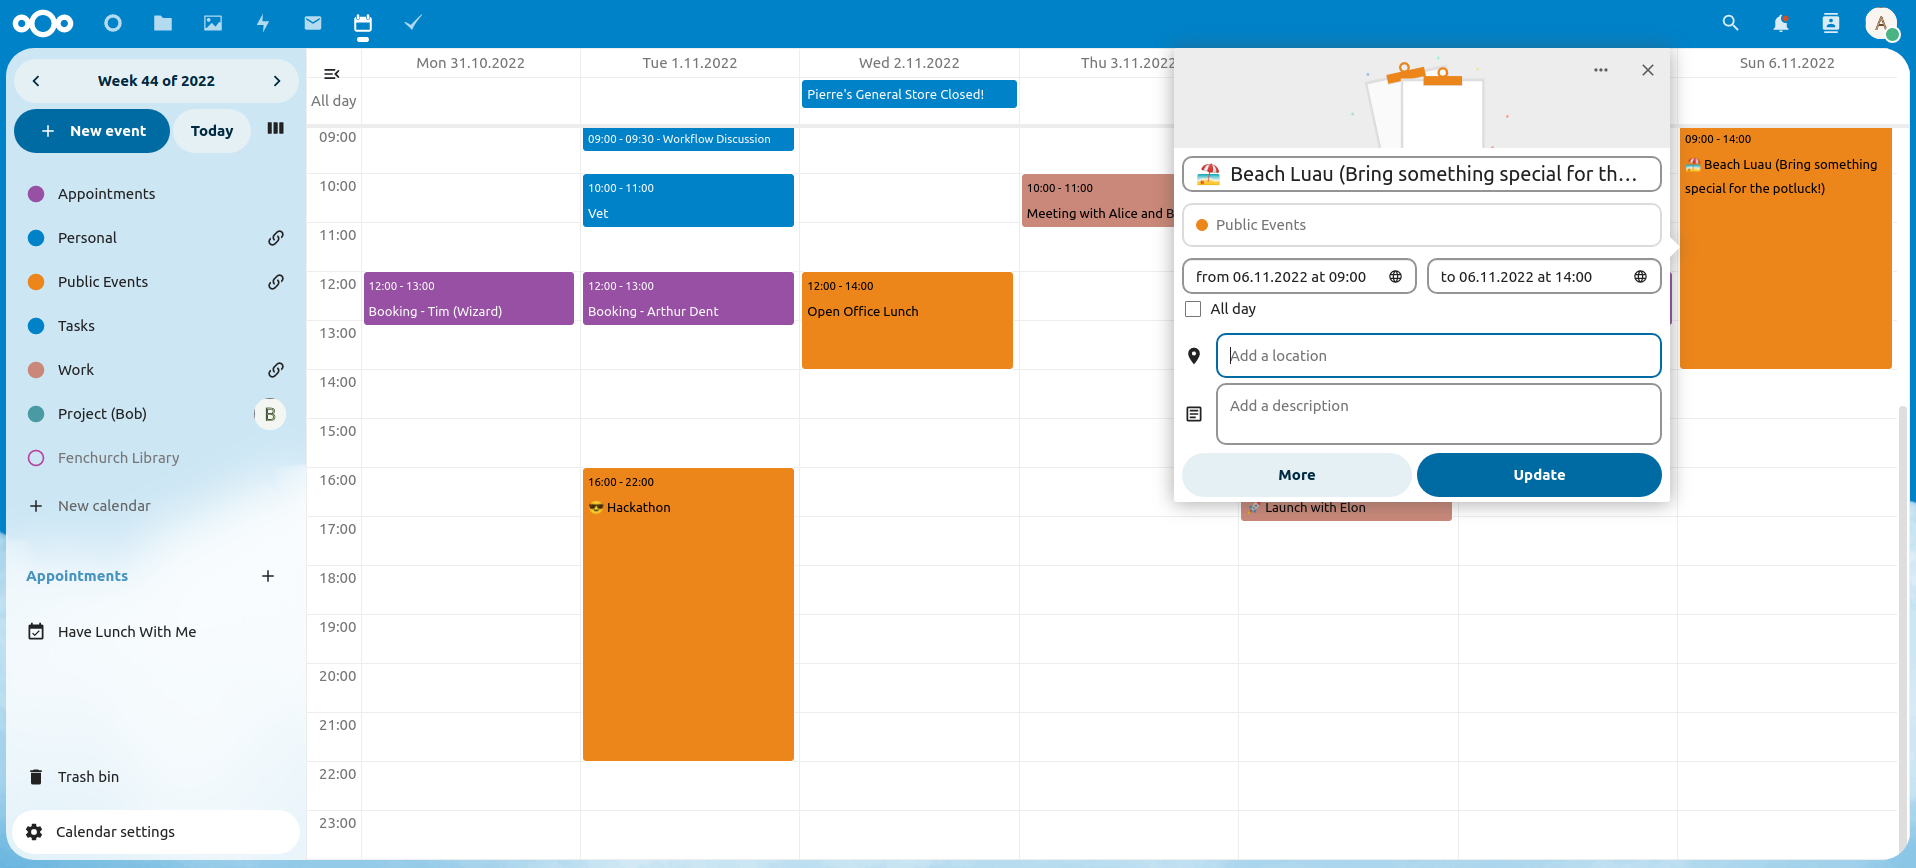 A
Week 44 of 2022
New event
Today
Appointments
Personal
Public Events
Tasks
Work
Project (Bob)
B
Fenchurch Library
New calendar
Appointments
Have Lunch With Me
Trash bin
Calendar settings
Mon 31.10.2022
Tue 1.11.2022
Wed 2.11.2022
Thu 3.11.2022
Sun 6.11.2022
All day
Pierre's General Store Closed!
09:00
10:00
11:00
12:00
13:00
14:00
15:00
16:00
17:00
18:00
19:00
20:00
21:00
22:00
23:00
12:00 - 13:00
Booking - Tim (Wizard)
09:00 - 09:30 - Workflow Discussion
10:00 - 11:00
Vet
12:00 - 13:00
Booking - Arthur Dent
16:00 - 22:00
😎 Hackathon
12:00 - 14:00
Open Office Lunch
10:00 - 11:00
Meeting with Alice and B
🚀 Launch with Elon
09:00 - 14:00
🏖️ Beach Luau (Bring something
special for the potluck!)
🏖️ Beach Luau (Bring something special for th…
Public Events
from 06.11.2022 at 09:00
to 06.11.2022 at 14:00
All day
Add a location
Add a description
More
Update